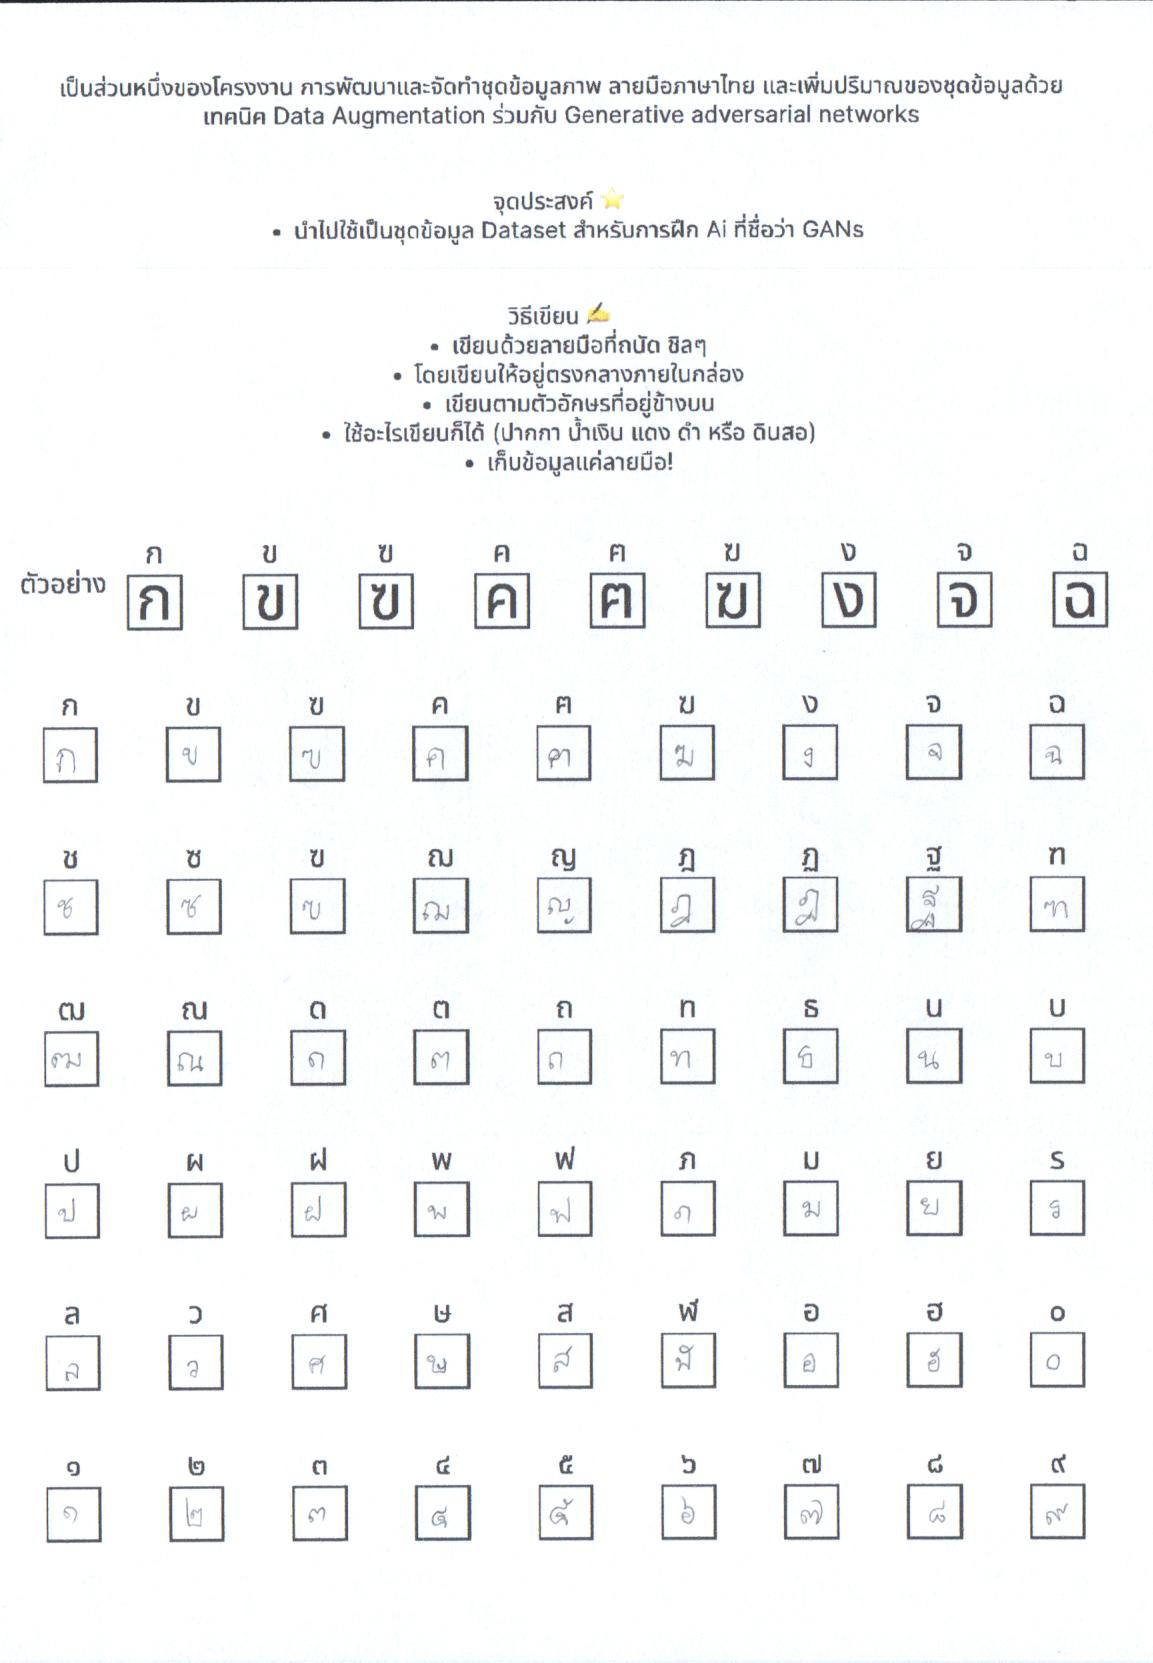 เป็นส่วนหนึ่งของโครงงาน การพัฒนาและจัดทำชุดข้อมูลภาพ ลายมือภาษาไทย และเพิ่มปริมาณของชุดข้อมูลด้วย
เทคนิค Data Augmentation ร่วมกับ Generative adversarial networks
จุดประสงค์ ⭐
• นำไปใช้เป็นชุดข้อมูล Dataset สำหรับการฝึก Ai ที่ชื่อว่า GANs
วิธีเขียน ✍
• เขียนด้วยลายมือที่ถนัด ชิลๆ
• โดยเขียนให้อยู่ตรงกลางภายในกล่อง
• เขียนตามตัวอักษรที่อยู่ข้างบน
• ใช้อะไรเขียนก็ได้ (ปากกา น้ำเงิน แดง ดำ หรือ ดินสอ)
• เก็บข้อมูลแค่ลายมือ!
ก ข ฃ ค ฅ ฆ ง จ ฉ
ตัวอย่าง ก ข ฃ ค ฅ ฆ ง จ ฉ
ก ข ฃ ค ฅ ฆ ง จ ฉ
ก ข ฃ ค ฅ ฆ ง จ ฉ
ช ซ ฃ ฌ ญ ฎ ฏ ฐ ฑ
ช ซ ฃ ฌ ญ ฎ ฏ ฐ ฑ
ฒ ณ ด ต ถ ท ธ น บ
ฒ ณ ด ต ถ ท ธ น บ
ป ผ ฝ พ ฟ ภ ม ย ร
ป ผ ฝ พ ฟ ภ ม ย ร
ล ว ศ ษ ส ฬ อ ฮ ๐
ล ว ศ ษ ส ฬ อ ฮ ๐
๑ ๒ ๓ ๔ ๕ ๖ ๗ ๘ ๙
๑ ๒ ๓ ๔ ๕ ๖ ๗ ๘ ๙